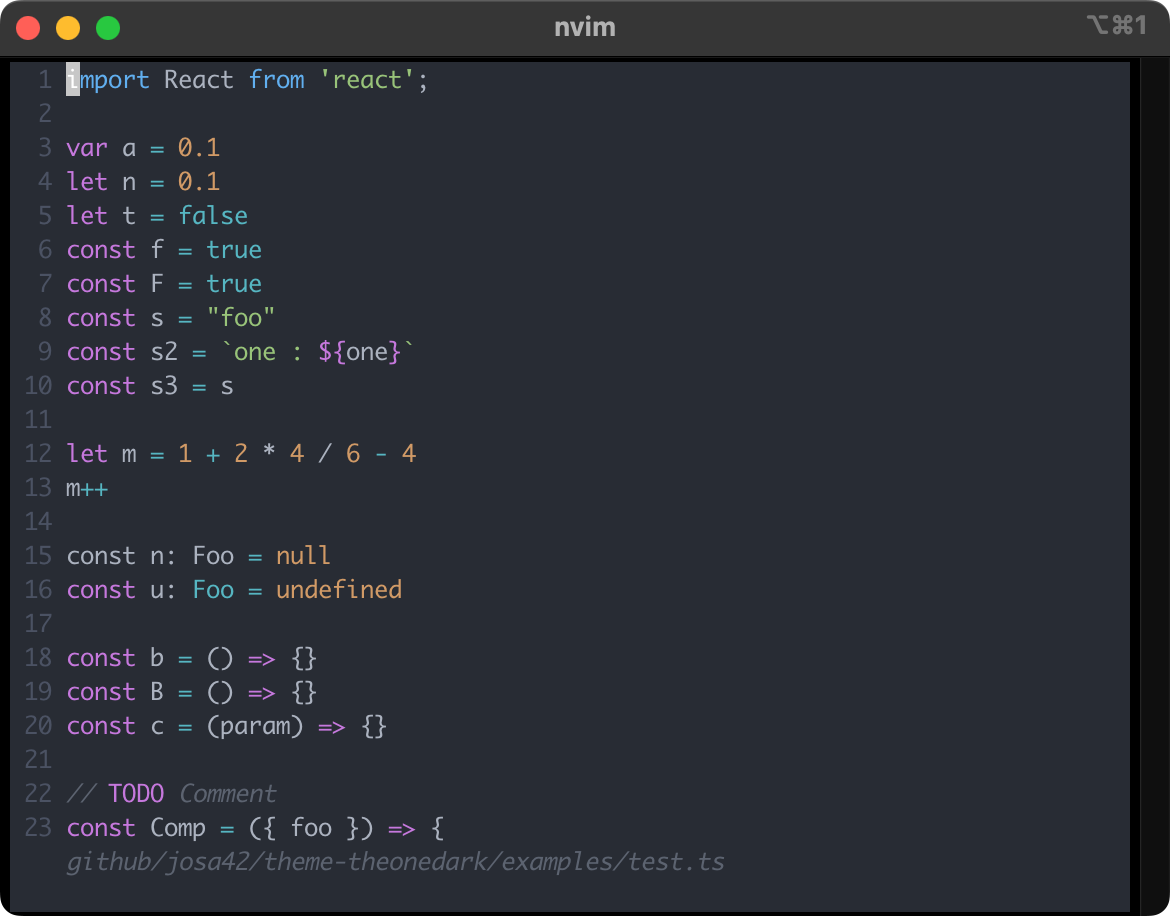 nvim ⌥⌘1
1 import React from 'react';
2
3 var a = 0.1
4 let n = 0.1
5 let t = false
6 const f = true
7 const F = true
8 const s = "foo"
9 const s2 = `one : ${one}`
10 const s3 = s
11
12 let m = 1 + 2 * 4 / 6 - 4
13 m++
14
15 const n: Foo = null
16 const u: Foo = undefined
17
18 const b = () => {}
19 const B = () => {}
20 const c = (param) => {}
21
22 // TODO Comment
23 const Comp = ({ foo }) => {
github/josa42/theme-theonedark/examples/test.ts